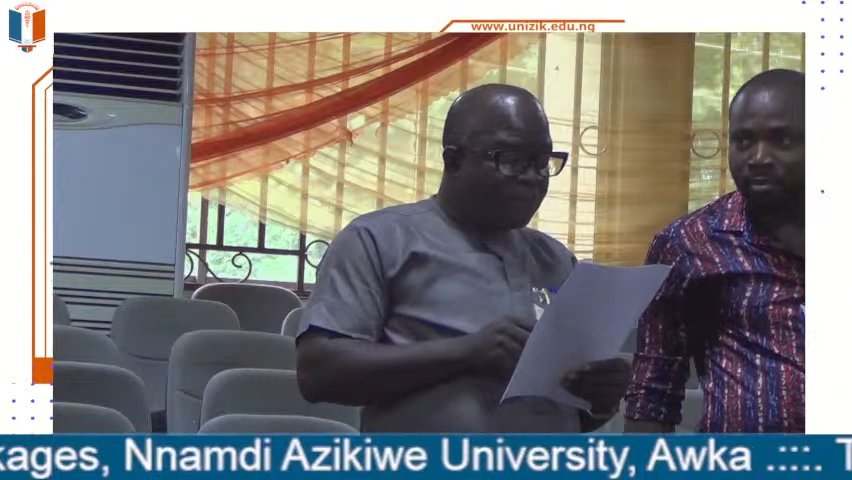 www.unizik.edu.ng
kages, Nnamdi Azikiwe University, Awka .::::. T